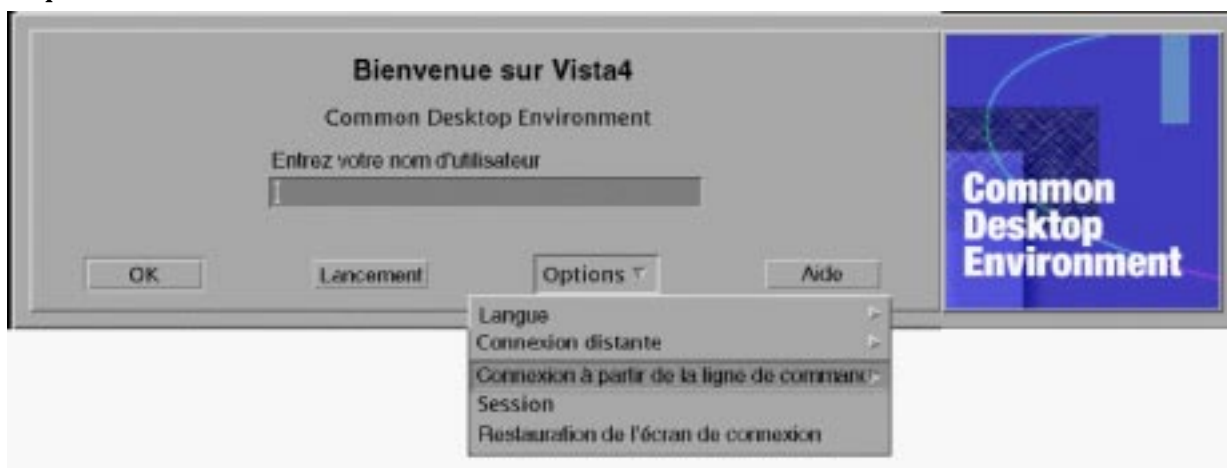 Bienvenue sur Vista4
Common Desktop Environment
Entrez votre nom d'utilisateur
OK
Lancement
Options
Aide
Common
Desktop
Environment
Langue
Connexion distante
Connexion à partir de la ligne de command
Session
Restauration de l'écran de connexion